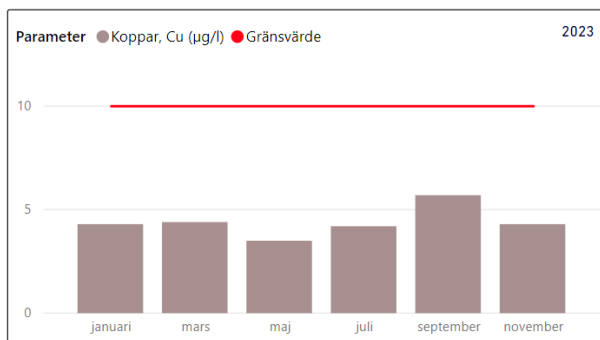 Parameter Koppar, Cu (µg/l) Gränsvärde 2023
10
5
0
januari mars maj juli september november